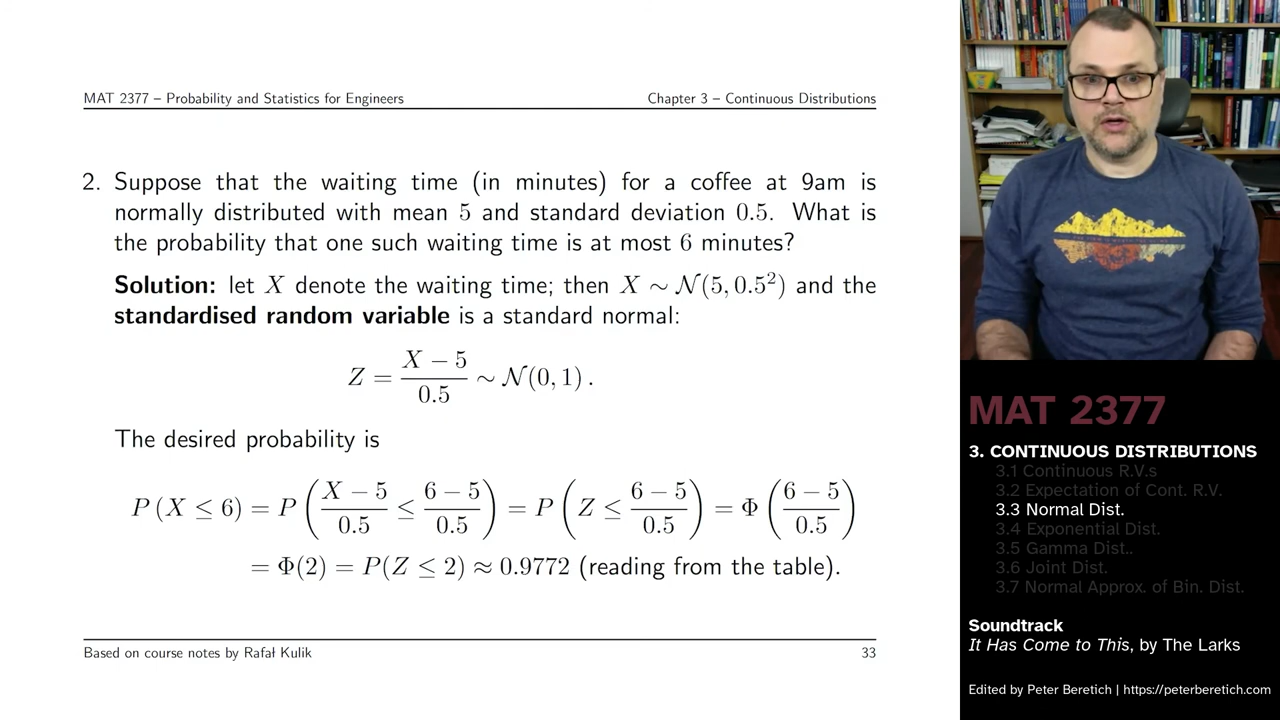 MAT 2377 – Probability and Statistics for Engineers
Chapter 3 – Continuous Distributions
2. Suppose that the waiting time (in minutes) for a coffee at 9am is
normally distributed with mean 5 and standard deviation 0.5. What is
the probability that one such waiting time is at most 6 minutes?
Solution: let X denote the waiting time; then X ∼ N(5, 0.5²) and the
standardised random variable is a standard normal:
Z = (X − 5)/0.5 ∼ N(0, 1).
The desired probability is
P (X ≤ 6) = P((X − 5)/0.5 ≤ (6 − 5)/0.5) = P(Z ≤ (6 − 5)/0.5) = Φ((6 − 5)/0.5)
= Φ(2) = P(Z ≤ 2) ≈ 0.9772 (reading from the table).
Based on course notes by Rafał Kulik
33
MAT 2377
3. CONTINUOUS DISTRIBUTIONS
3.1 Continuous R.V.s
3.2 Expectation of Cont. R.V.
3.3 Normal Dist.
3.4 Exponential Dist.
3.5 Gamma Dist..
3.6 Joint Dist.
3.7 Normal Approx. of Bin. Dist.
Soundtrack
It Has Come to This, by The Larks
Edited by Peter Beretich | https://peterberetich.com